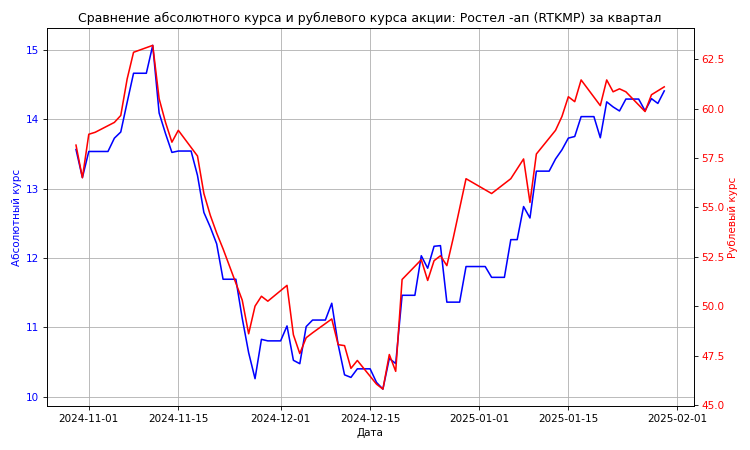 Сравнение абсолютного курса и рублевого курса акции: Ростел -ап (RTKMP) за квартал
15
14
13
12
11
10
Абсолютный курс
62.5
60.0
57.5
55.0
52.5
50.0
47.5
45.0
Рублевый курс
2024-11-01 2024-11-15 2024-12-01 2024-12-15 2025-01-01 2025-01-15 2025-02-01
Дата